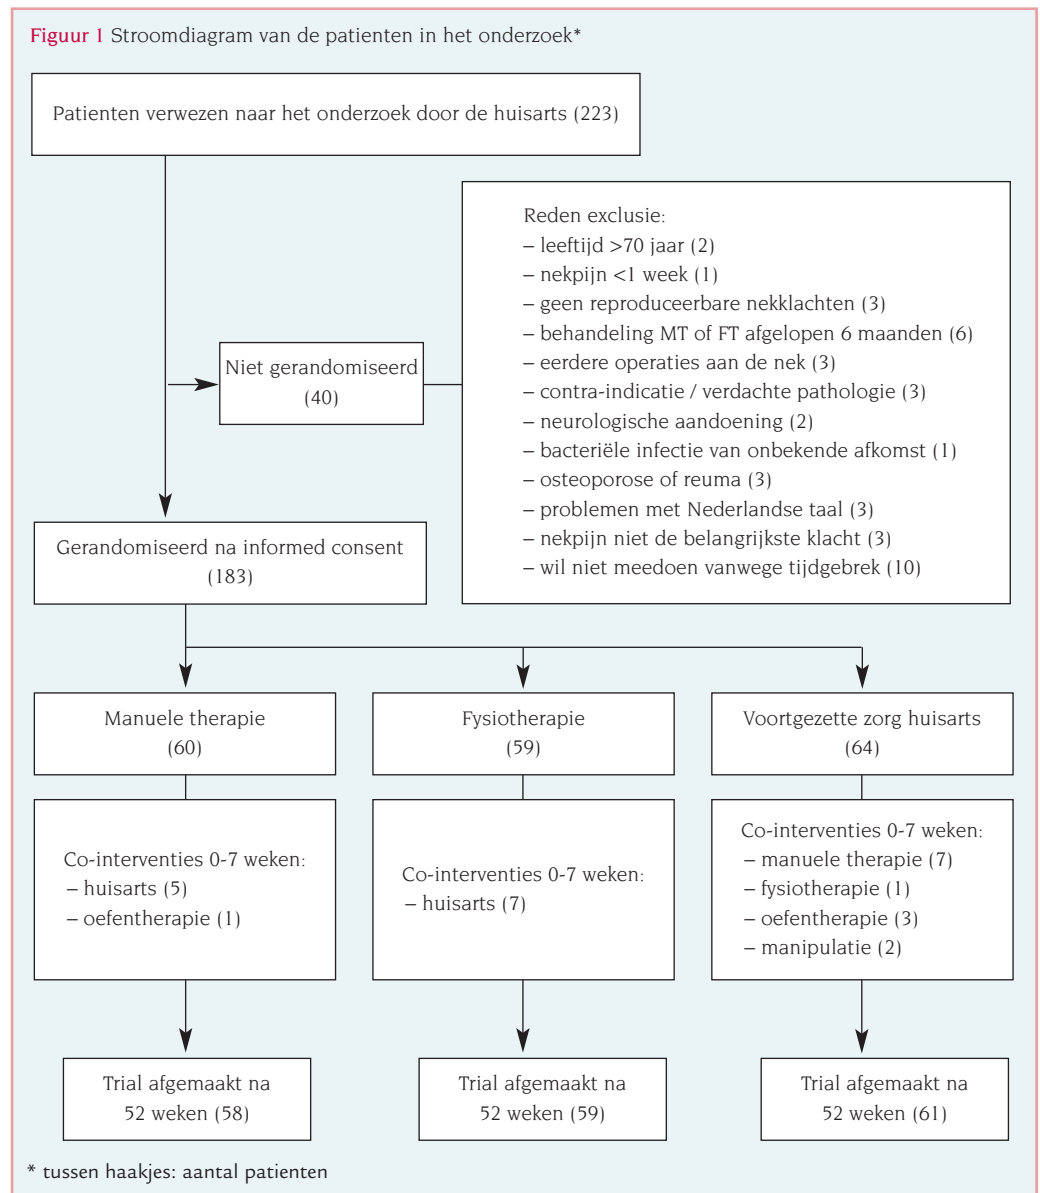 Figuur 1 Stroomdiagram van de patienten in het onderzoek*
Patienten verwezen naar het onderzoek door de huisarts (223)
Reden exclusie:
– leeftijd >70 jaar (2)
– nekpijn <1 week (1)
– geen reproduceerbare nekklachten (3)
– behandeling MT of FT afgelopen 6 maanden (6)
– eerdere operaties aan de nek (3)
– contra-indicatie / verdachte pathologie (3)
– neurologische aandoening (2)
– bacteriële infectie van onbekende afkomst (1)
– osteoporose of reuma (3)
– problemen met Nederlandse taal (3)
– nekpijn niet de belangrijkste klacht (3)
– wil niet meedoen vanwege tijdgebrek (10)
Niet gerandomiseerd
(40)
Gerandomiseerd na informed consent
(183)
Manuele therapie
(60)
Fysiotherapie
(59)
Voortgezette zorg huisarts
(64)
Co-interventies 0-7 weken:
– huisarts (5)
– oefentherapie (1)
Co-interventies 0-7 weken:
– huisarts (7)
Co-interventies 0-7 weken:
– manuele therapie (7)
– fysiotherapie (1)
– oefentherapie (3)
– manipulatie (2)
Trial afgemaakt na
52 weken (58)
Trial afgemaakt na
52 weken (59)
Trial afgemaakt na
52 weken (61)
* tussen haakjes: aantal patienten